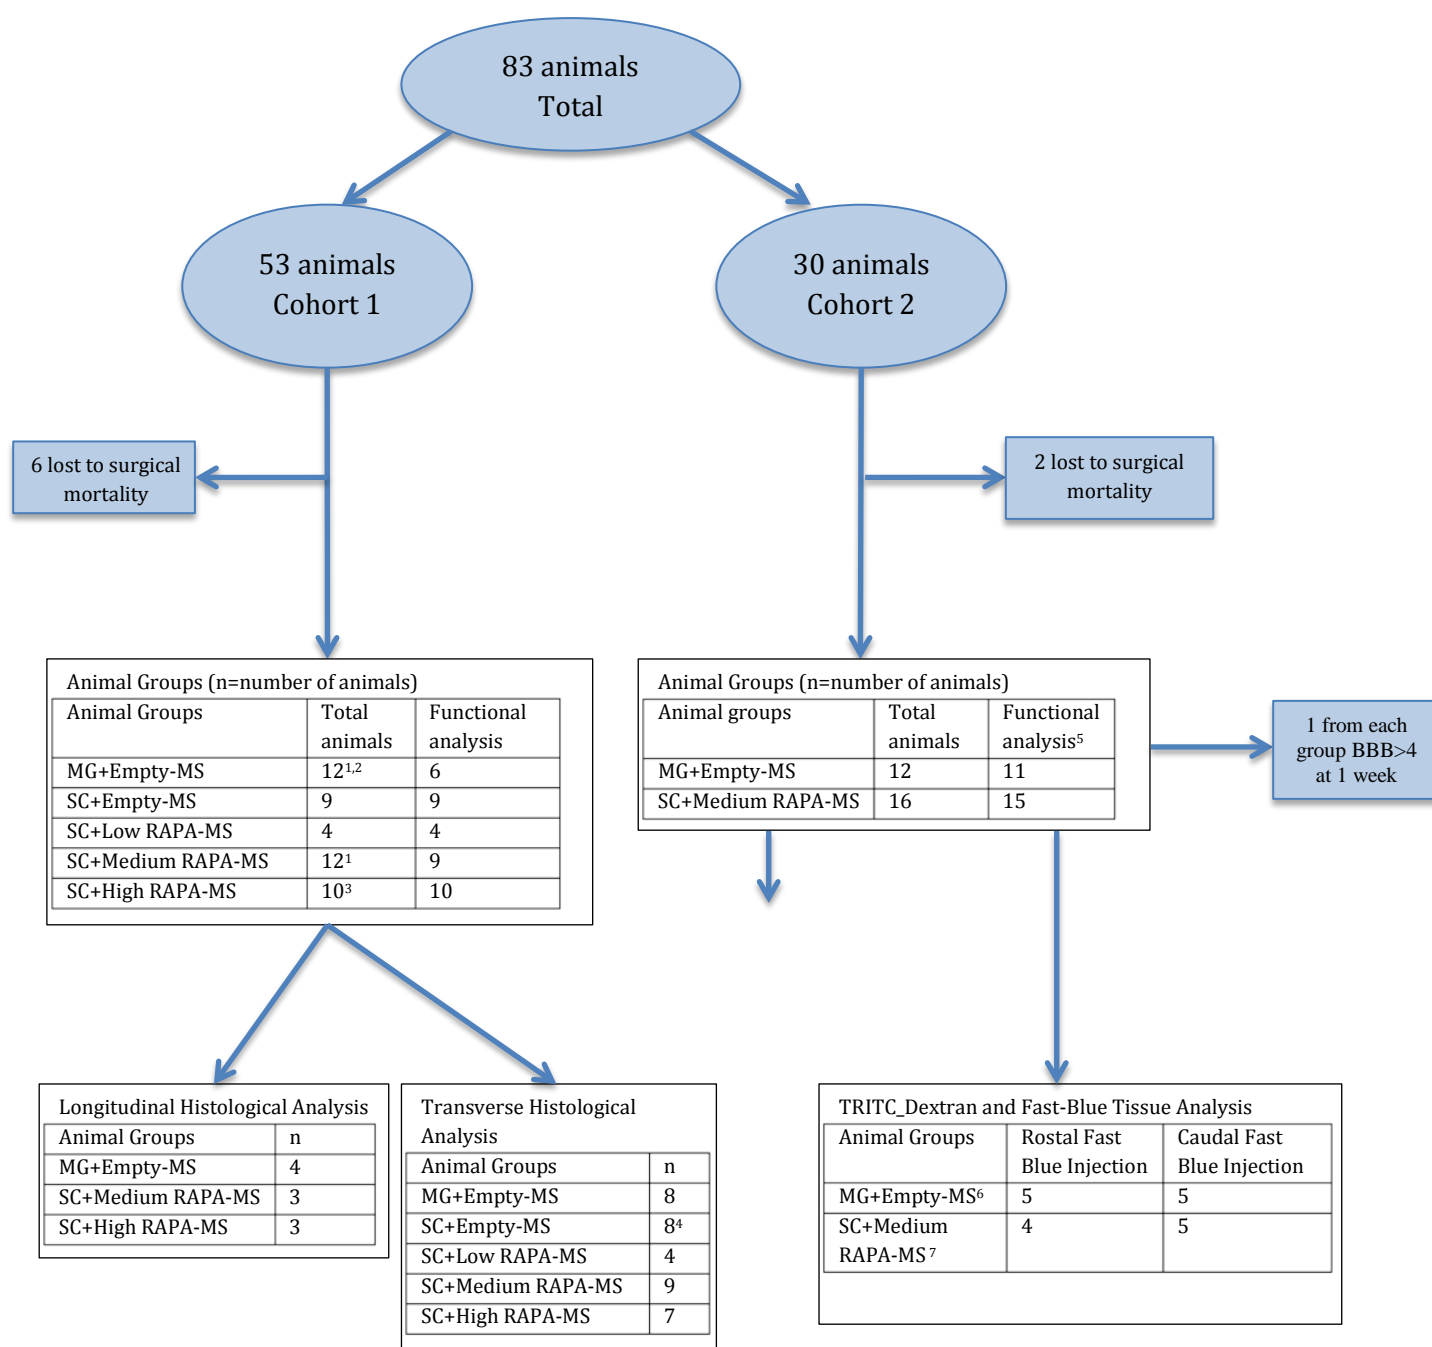 83 animals
Total
53 animals
Cohort 1
30 animals
Cohort 2
6 lost to surgical
mortality
2 lost to surgical
mortality
Animal Groups (n=number of animals)
Animal Groups Total animals Functional analysis
MG+Empty-MS 12¹,² 6
SC+Empty-MS 9 9
SC+Low RAPA-MS 4 4
SC+Medium RAPA-MS 12¹ 9
SC+High RAPA-MS 10³ 10
Animal Groups (n=number of animals)
Animal groups Total animals Functional analysis⁵
MG+Empty-MS 12 11
SC+Medium RAPA-MS 16 15
1 from each
group BBB>4
at 1 week
Longitudinal Histological Analysis
Animal Groups n
MG+Empty-MS 4
SC+Medium RAPA-MS 3
SC+High RAPA-MS 3
Transverse Histological
Analysis
Animal Groups n
MG+Empty-MS 8
SC+Empty-MS 8⁴
SC+Low RAPA-MS 4
SC+Medium RAPA-MS 9
SC+High RAPA-MS 7
TRITC_Dextran and Fast-Blue Tissue Analysis
Animal Groups Rostal Fast Blue Injection Caudal Fast Blue Injection
MG+Empty-MS⁶ 5 5
SC+Medium RAPA-MS⁷ 4 5